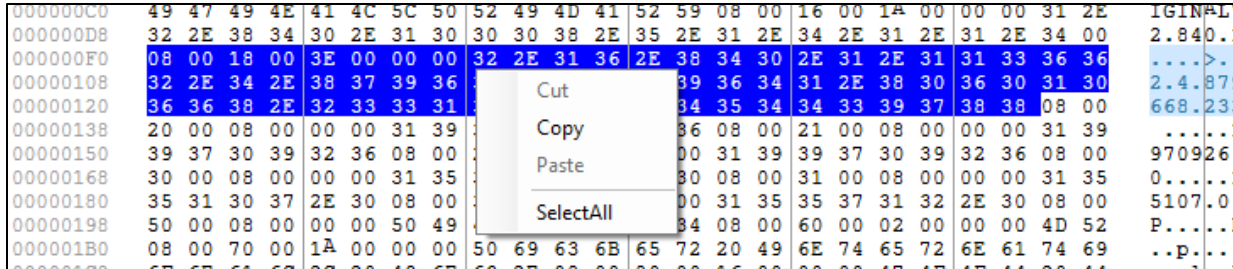 000000C0 49 47 49 4E 41 4C 5C 50 52 49 4D 41 52 59 08 00 16 00 1A 00 00 00 31 2E IGINAL
000000D8 32 2E 38 34 30 2E 31 30 30 30 38 2E 35 2E 31 2E 34 2E 31 2E 31 2E 34 00 2.840.
000000F0 08 00 18 00 3E 00 00 00 32 2E 31 36 2E 38 34 30 2E 31 2E 31 31 33 36 36 ....>.
00000108 32 2E 34 2E 38 37 39 36 39 36 34 31 2E 38 30 36 30 31 30 2.4.87
00000120 36 36 38 2E 32 33 33 31 34 35 34 34 33 39 37 38 38 08 00 668.23
00000138 20 00 08 00 00 00 31 39 36 08 00 21 00 08 00 00 00 31 39 .....
00000150 39 37 30 39 32 36 08 00 00 31 39 39 37 30 39 32 36 08 00 970926
00000168 30 00 08 00 00 00 31 35 30 08 00 31 00 08 00 00 00 31 35 0.....
00000180 35 31 30 37 2E 30 08 00 00 31 35 35 37 31 32 2E 30 08 00 5107.0
00000198 50 00 08 00 00 00 50 49 34 08 00 60 00 02 00 00 00 4D 52 P.....
000001B0 08 00 70 00 1A 00 00 00 50 69 63 6B 65 72 20 49 6E 74 65 72 6E 61 74 69 ..p...
Cut
Copy
Paste
SelectAll